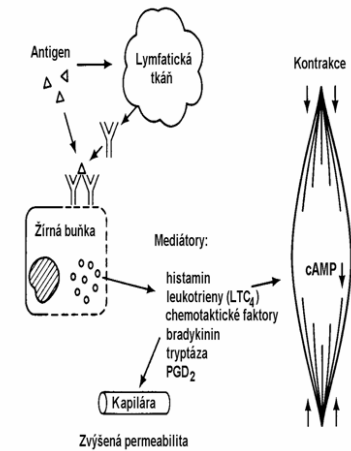 Antigen
Lymfatická
tkáň
Kontrakce
Žírná buňka
Mediátory:
histamin
leukotrieny (LTC₄)
chemotaktické faktory
bradykinin
tryptáza
PGD₂
cAMP
Kapilára
Zvýšená permeabilita